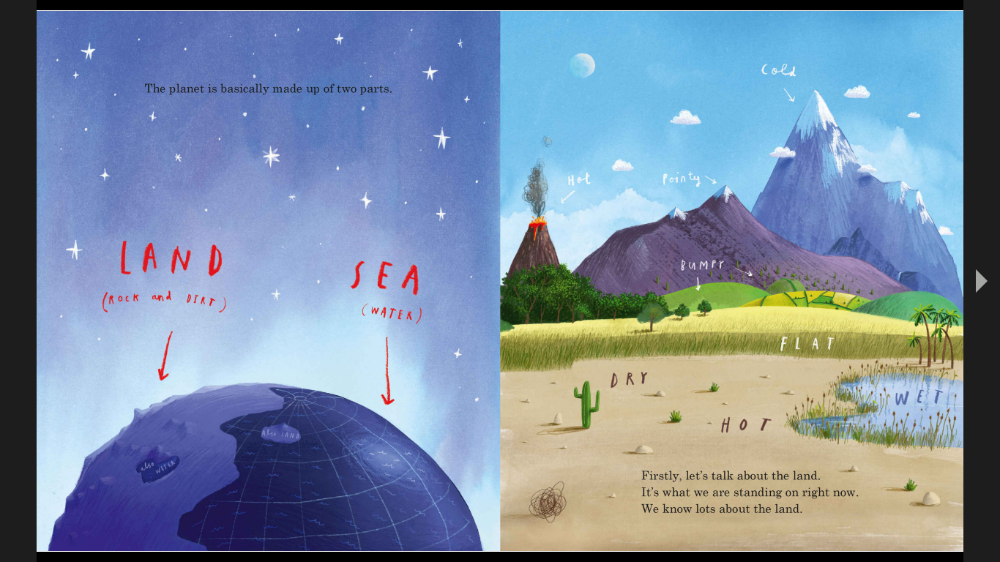 The planet is basically made up of two parts.
LAND
(ROCK and DIRT)
SEA
(WATER)
also LAND
also
WATER
Cold
Hot
Pointy
BUMPY
FLAT
DRY
WET
HOT
Firstly, let’s talk about the land.
It’s what we are standing on right now.
We know lots about the land.